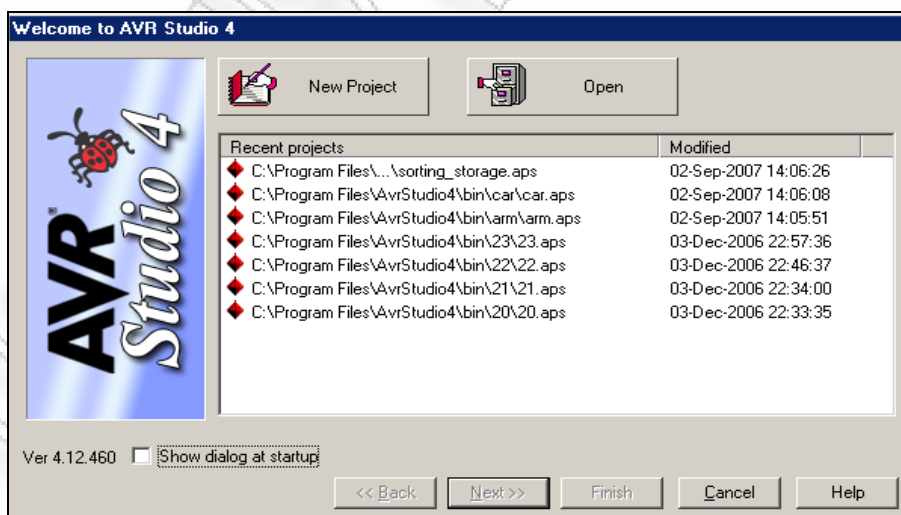 Welcome to AVR Studio 4
New Project
Open
AVR Studio 4
Recent projects Modified
C:\Program Files\...\sorting_storage.aps 02-Sep-2007 14:06:26
C:\Program Files\AvrStudio4\bin\car\car.aps 02-Sep-2007 14:06:08
C:\Program Files\AvrStudio4\bin\arm\arm.aps 02-Sep-2007 14:05:51
C:\Program Files\AvrStudio4\bin\23\23.aps 03-Dec-2006 22:57:36
C:\Program Files\AvrStudio4\bin\22\22.aps 03-Dec-2006 22:46:37
C:\Program Files\AvrStudio4\bin\21\21.aps 03-Dec-2006 22:34:00
C:\Program Files\AvrStudio4\bin\20\20.aps 03-Dec-2006 22:33:35
Ver 4.12.460 Show dialog at startup
<< Back Next >> Finish Cancel Help